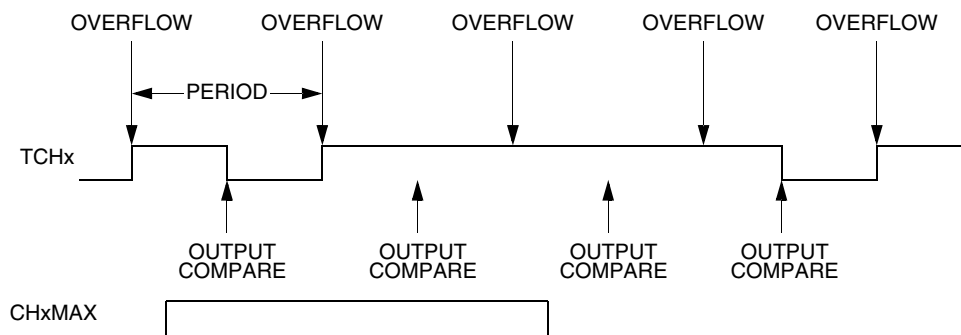 OVERFLOW OVERFLOW OVERFLOW OVERFLOW OVERFLOW
PERIOD
TCHx
OUTPUT COMPARE
OUTPUT COMPARE
OUTPUT COMPARE
OUTPUT COMPARE
CHxMAX